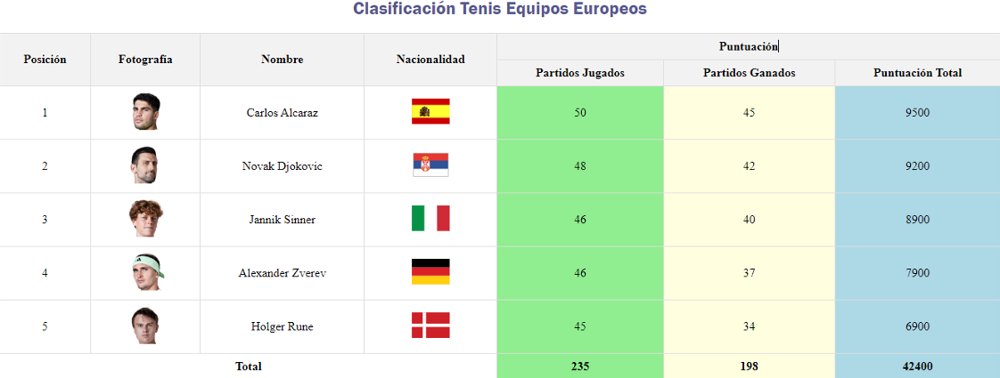 Clasificación Tenis Equipos Europeos
Posición Fotografía Nombre Nacionalidad Puntuación
Partidos Jugados Partidos Ganados Puntuación Total
1 Carlos Alcaraz 50 45 9500
2 Novak Djokovic 48 42 9200
3 Jannik Sinner 46 40 8900
4 Alexander Zverev 46 37 7900
5 Holger Rune 45 34 6900
Total 235 198 42400